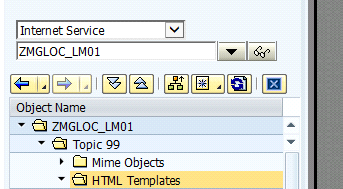 Internet Service
ZMGLOC_LM01
Object Name
ZMGLOC_LM01
Topic 99
Mime Objects
HTML Templates